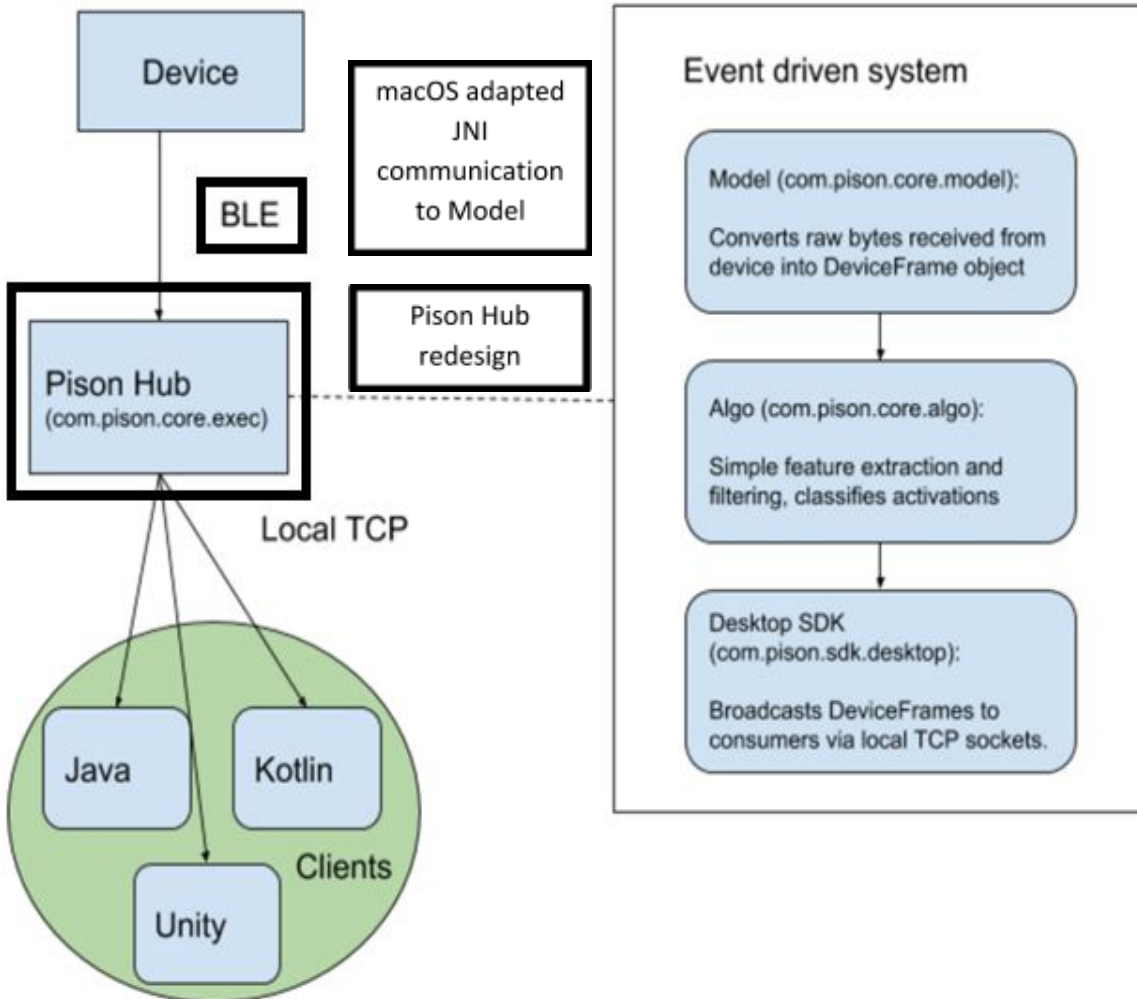 Device
macOS adapted
JNI
communication
to Model
BLE
Pison Hub
redesign
Pison Hub
(com.pison.core.exec)
Local TCP
Java
Kotlin
Clients
Unity
Event driven system
Model (com.pison.core.model):
Converts raw bytes received from
device into DeviceFrame object
Algo (com.pison.core.algo):
Simple feature extraction and
filtering, classifies activations
Desktop SDK
(com.pison.sdk.desktop):
Broadcasts DeviceFrames to
consumers via local TCP sockets.